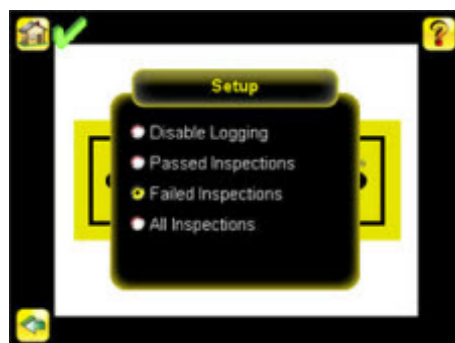 Setup
Disable Logging
Passed Inspections
Failed Inspections
All Inspections